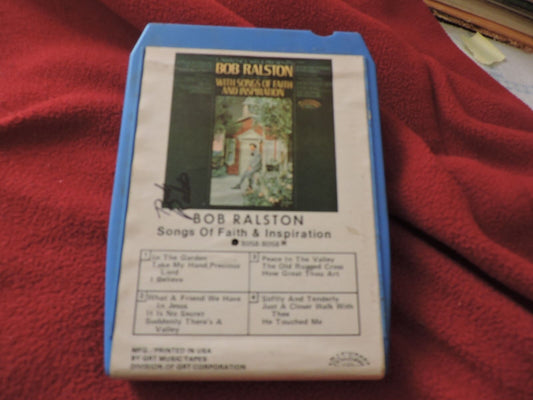 BOB RALSTON
WITH SONGS OF FAITH
AND INSPIRATION
BOB RALSTON
Songs Of Faith & Inspiration
8058-8058 M
1 In The Garden
Take My Hand, Precious
Lord
I Believe
2 What A Friend We Have
In Jesus
It Is No Secret
Suddenly There's A
Valley
3 Peace In The Valley
The Old Rugged Cross
How Great Thou Art
4 Softly And Tenderly
Just A Closer Walk With
Thee
He Touched Me
MFG./PRINTED IN USA
BY GRT MUSIC TAPES
DIVISION OF GRT CORPORATION